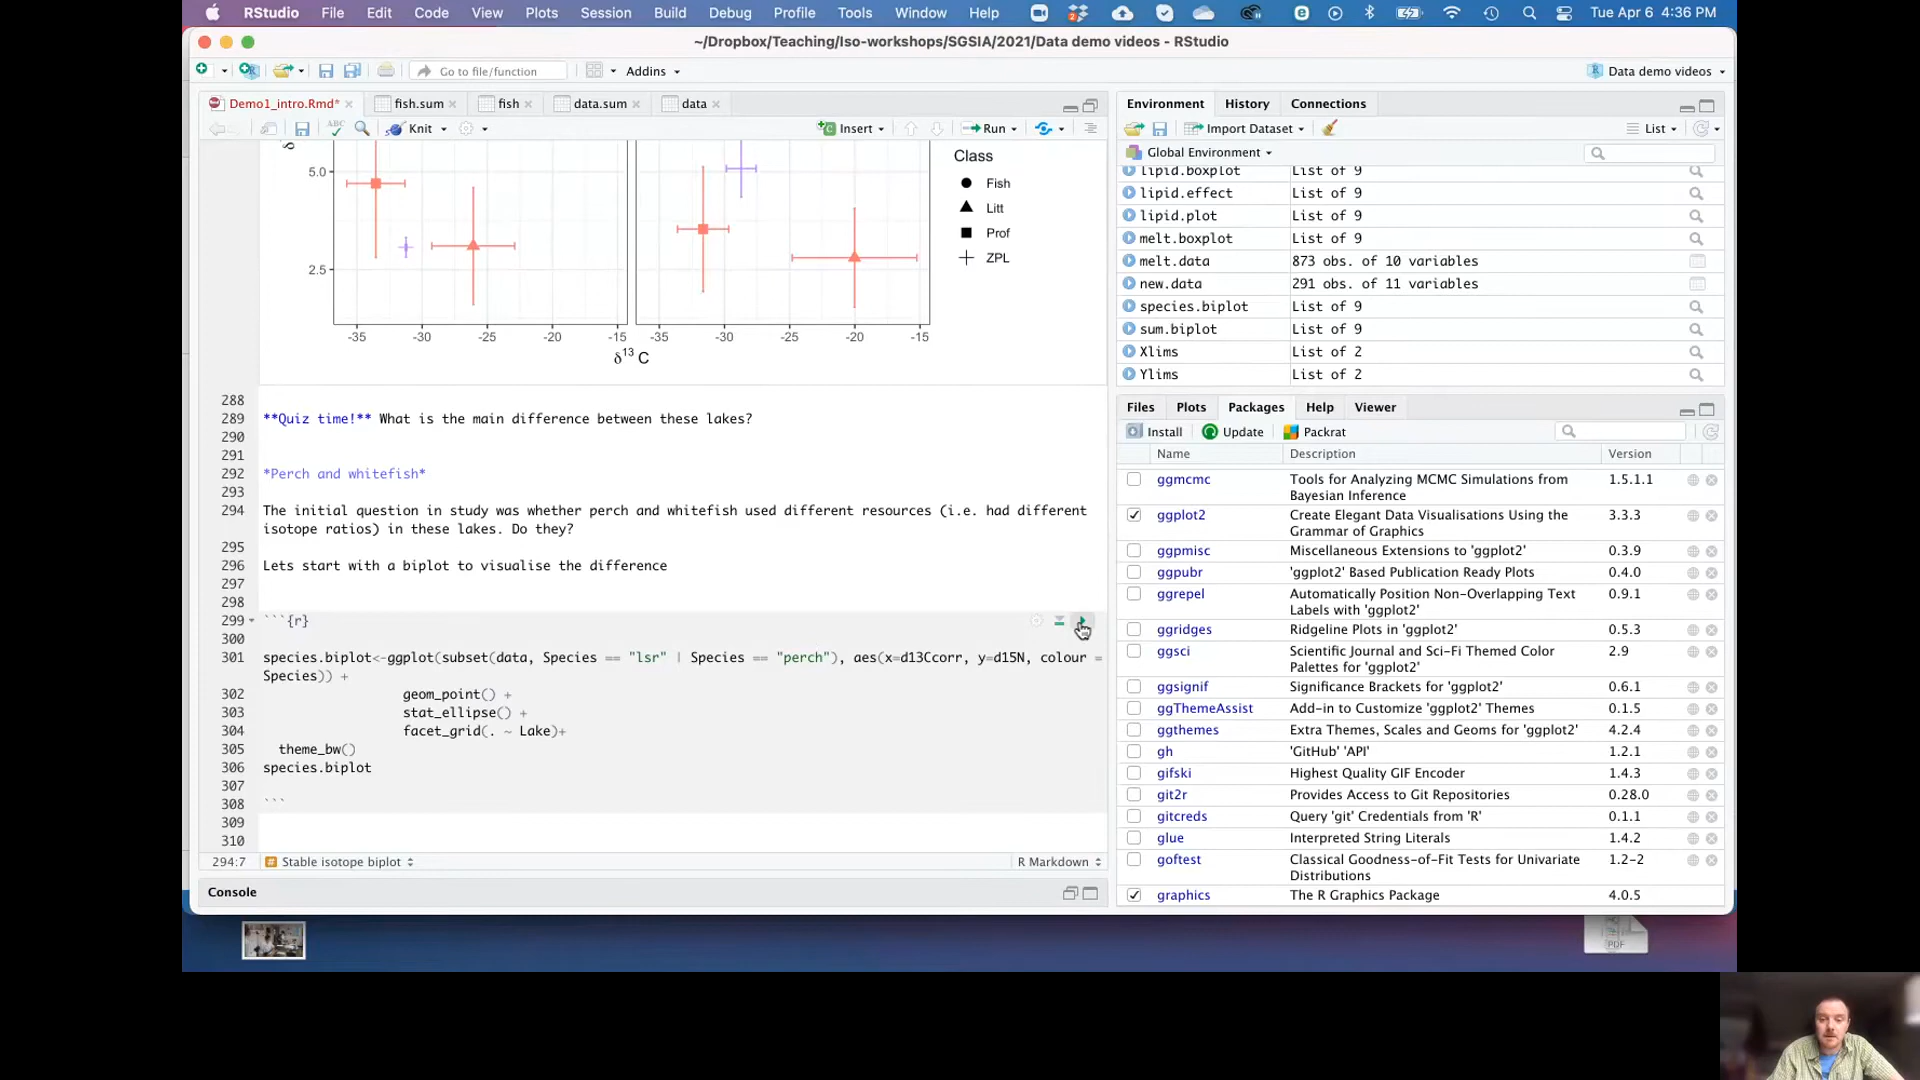 RStudio File Edit Code View Plots Session Build Debug Profile Tools Window Help Tue Apr 6 4:36 PM
~/Dropbox/Teaching/Iso-workshops/SGSIA/2021/Data demo videos - RStudio
Go to file/function Addins Data demo videos
Demo1_intro.Rmd* fish.sum fish data.sum data
ABC Knit Insert Run
5.0
2.5
-35 -30 -25 -20 -15 -35 -30 -25 -20 -15
δ13 C
Class
Fish
Litt
Prof
ZPL
288
289 **Quiz time!** What is the main difference between these lakes?
290
291
292 *Perch and whitefish*
293
294 The initial question in study was whether perch and whitefish used different resources (i.e. had different
isotope ratios) in these lakes. Do they?
295
296 Lets start with a biplot to visualise the difference
297
298
299 ```{r}
300
301 species.biplot<-ggplot(subset(data, Species == "lsr" | Species == "perch"), aes(x=d13Ccorr, y=d15N, colour =
Species)) +
302 geom_point() +
303 stat_ellipse() +
304 facet_grid(. ~ Lake)+
305 theme_bw()
306 species.biplot
307
308 ```
309
310
294:7 Stable isotope biplot R Markdown
Console
Environment History Connections
Import Dataset List
Global Environment
lipid.boxplot List of 9
lipid.effect List of 9
lipid.plot List of 9
melt.boxplot List of 9
melt.data 873 obs. of 10 variables
new.data 291 obs. of 11 variables
species.biplot List of 9
sum.biplot List of 9
Xlims List of 2
Ylims List of 2
Files Plots Packages Help Viewer
Install Update Packrat
Name Description Version
ggmcmc Tools for Analyzing MCMC Simulations from 1.5.1.1
Bayesian Inference
ggplot2 Create Elegant Data Visualisations Using the 3.3.3
Grammar of Graphics
ggpmisc Miscellaneous Extensions to 'ggplot2' 0.3.9
ggpubr 'ggplot2' Based Publication Ready Plots 0.4.0
ggrepel Automatically Position Non-Overlapping Text 0.9.1
Labels with 'ggplot2'
ggridges Ridgeline Plots in 'ggplot2' 0.5.3
ggsci Scientific Journal and Sci-Fi Themed Color 2.9
Palettes for 'ggplot2'
ggsignif Significance Brackets for 'ggplot2' 0.6.1
ggThemeAssist Add-in to Customize 'ggplot2' Themes 0.1.5
ggthemes Extra Themes, Scales and Geoms for 'ggplot2' 4.2.4
gh 'GitHub' 'API' 1.2.1
gifski Highest Quality GIF Encoder 1.4.3
git2r Provides Access to Git Repositories 0.28.0
gitcreds Query 'git' Credentials from 'R' 0.1.1
glue Interpreted String Literals 1.4.2
goftest Classical Goodness-of-Fit Tests for Univariate 1.2-2
Distributions
graphics The R Graphics Package 4.0.5
PDF